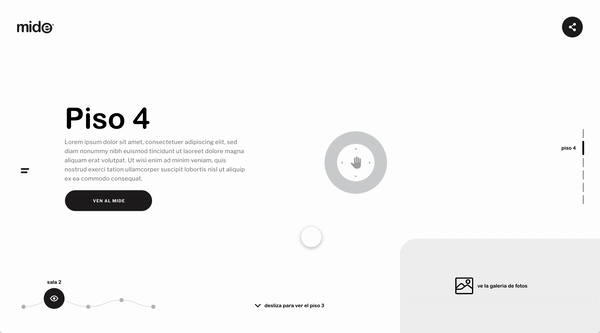 mide
Piso 4
Lorem ipsum dolor sit amet, consectetuer adipiscing elit, sed
diam nonummy nibh euismod tincidunt ut laoreet dolore magna
aliquam erat volutpat. Ut wisi enim ad minim veniam, quis
nostrud exerci tation ullamcorper suscipit lobortis nisl ut aliquip
ex ea commodo consequat.
VEN AL MIDE
piso 4
sala 2
desliza para ver el piso 3
ve la galeria de fotos